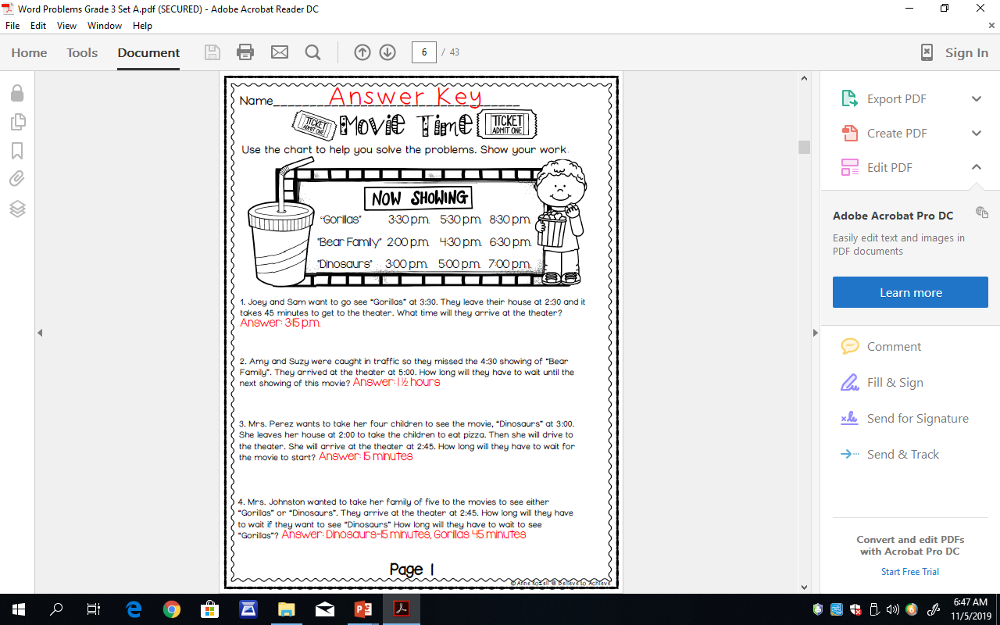 Word Problems Grade 3 Set A.pdf (SECURED) - Adobe Acrobat Reader DC
File Edit View Window Help
Home Tools Document 6 / 43 Sign In
Name Answer Key
TICKET
ADMIT ONE
Movie Time
TICKET
ADMIT ONE
Use the chart to help you solve the problems. Show your work.
NOW SHOWING
"Gorillas" 3:30 p.m. 5:30 p.m. 8:30 p.m.
"Bear Family" 2:00 p.m. 4:30 p.m. 6:30 p.m.
"Dinosaurs" 3:00 p.m. 5:00 p.m. 7:00 p.m.
1. Joey and Sam want to go see "Gorillas" at 3:30. They leave their house at 2:30 and it
takes 45 minutes to get to the theater. What time will they arrive at the theater?
Answer: 3:15 p.m.
2. Amy and Suzy were caught in traffic so they missed the 4:30 showing of "Bear
Family". They arrived at the theater at 5:00. How long will they have to wait until the
next showing of this movie? Answer: 1 ½ hours
3. Mrs. Perez wants to take her four children to see the movie, "Dinosaurs" at 3:00.
She leaves her house at 2:00 to take the children to eat pizza. Then she will drive to
the theater. She will arrive at the theater at 2:45. How long will they have to wait for
the movie to start? Answer: 15 minutes
4. Mrs. Johnston wanted to take her family of five to the movies to see either
"Gorillas" or "Dinosaurs". They arrive at the theater at 2:45. How long will they have
to wait if they want to see "Dinosaurs" How long will they have to wait to see
"Gorillas"? Answer: Dinosaurs-15 minutes, Gorillas 45 minutes
Page 1
© Anne Rozell @ Believe to Achieve
Export PDF
Create PDF
Edit PDF
Adobe Acrobat Pro DC
Easily edit text and images in
PDF documents
Learn more
Comment
Fill & Sign
Send for Signature
Send & Track
Convert and edit PDFs
with Acrobat Pro DC
Start Free Trial
6:47 AM
11/5/2019